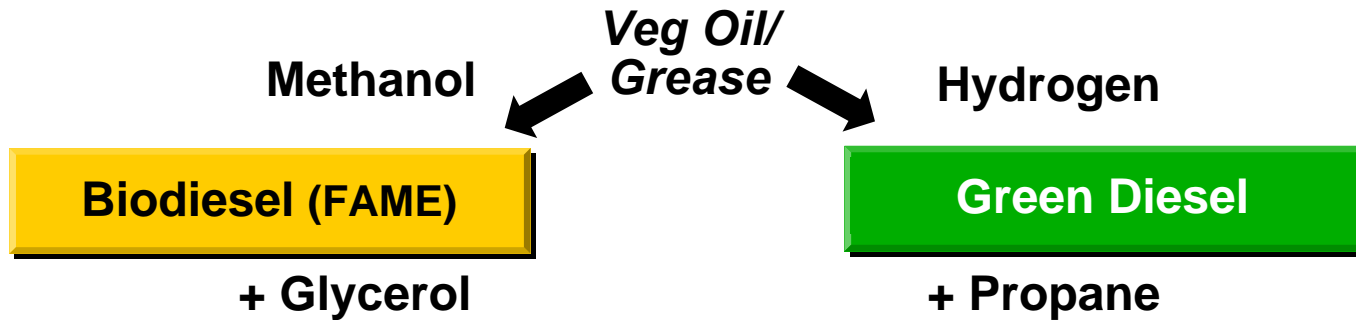 Veg Oil/
Grease
Methanol
Hydrogen
Biodiesel (FAME)
Green Diesel
+ Glycerol
+ Propane